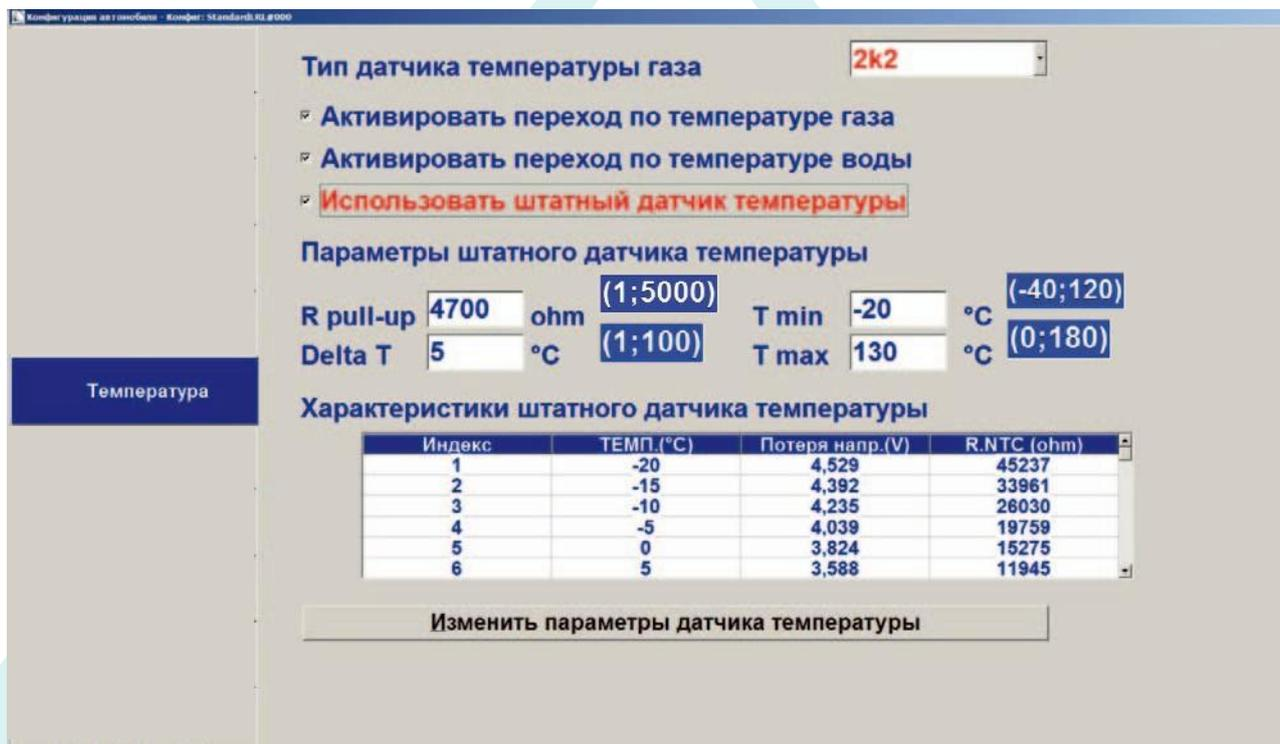 Конфигурация автомобиля - Конфиг: StandardLRL#000
Тип датчика температуры газа 2k2
Активировать переход по температуре газа
Активировать переход по температуре воды
Использовать штатный датчик температуры
Параметры штатного датчика температуры
R pull-up 4700 ohm (1;5000) T min -20 °C (-40;120)
Delta T 5 °C (1;100) T max 130 °C (0;180)
Температура
Характеристики штатного датчика температуры
Индекс ТЕМП.(°C) Потеря напр.(V) R.NTC (ohm)
1 -20 4,529 45237
2 -15 4,392 33961
3 -10 4,235 26030
4 -5 4,039 19759
5 0 3,824 15275
6 5 3,588 11945
Изменить параметры датчика температуры